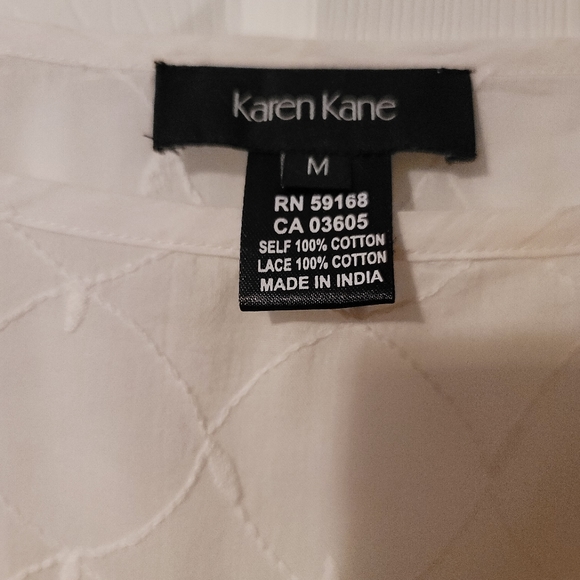 Karen Kane
M
RN 59168
CA 03605
SELF 100% COTTON
LACE 100% COTTON
MADE IN INDIA